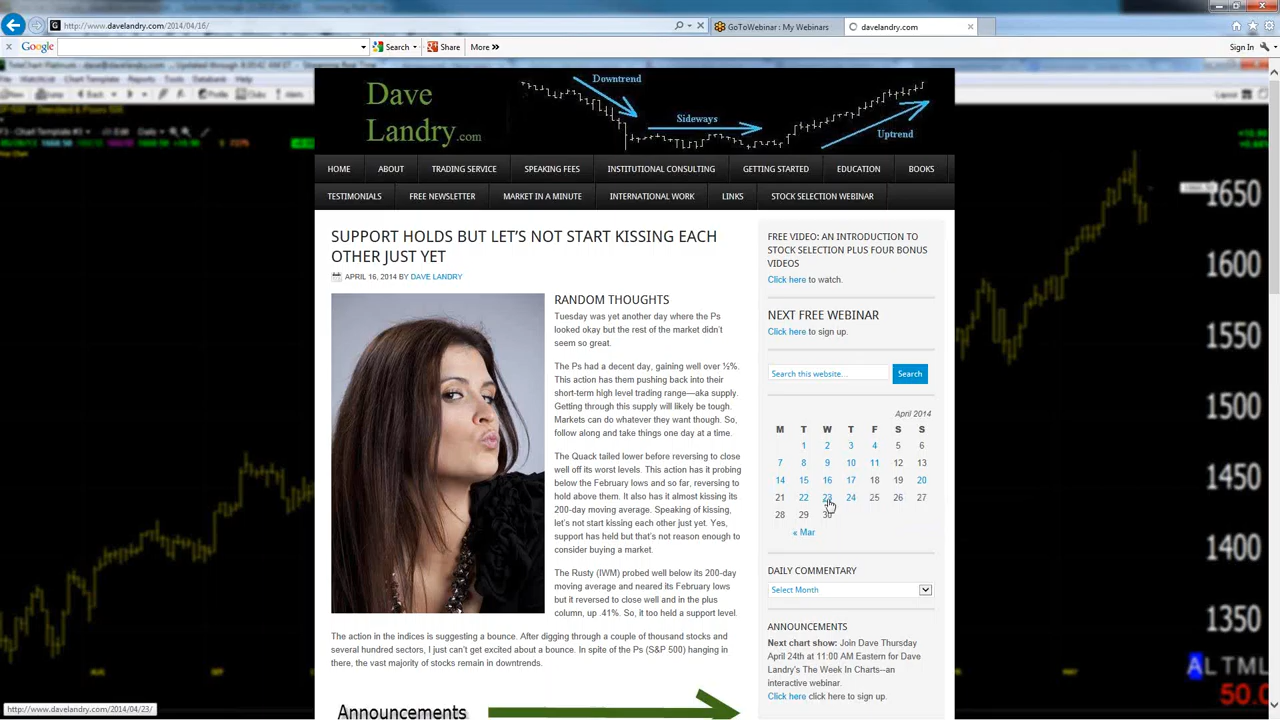 http://www.davelandry.com/2014/04/16/
GoToWebinar : My Webinars
davelandry.com
Google
Search
Share
More »
Sign In
Dave
Landry.com
Downtrend
Sideways
Uptrend
HOME ABOUT TRADING SERVICE SPEAKING FEES INSTITUTIONAL CONSULTING GETTING STARTED EDUCATION BOOKS
TESTIMONIALS FREE NEWSLETTER MARKET IN A MINUTE INTERNATIONAL WORK LINKS STOCK SELECTION WEBINAR
SUPPORT HOLDS BUT LET'S NOT START KISSING EACH
OTHER JUST YET
APRIL 16, 2014 BY DAVE LANDRY
RANDOM THOUGHTS
Tuesday was yet another day where the Ps
looked okay but the rest of the market didn't
seem so great.
The Ps had a decent day, gaining well over ½%.
This action has them pushing back into their
short-term high level trading range—aka supply.
Getting through this supply will likely be tough.
Markets can do whatever they want though. So,
follow along and take things one day at a time.
The Quack tailed lower before reversing to close
well off its worst levels. This action has it probing
below the February lows and so far, reversing to
hold above them. It also has it almost kissing its
200-day moving average. Speaking of kissing,
let's not start kissing each other just yet. Yes,
support has held but that's not reason enough to
consider buying a market.
The Rusty (IWM) probed well below its 200-day
moving average and neared its February lows
but it reversed to close well and in the plus
column, up .41%. So, it too held a support level.
The action in the indices is suggesting a bounce. After digging through a couple of thousand stocks and
several hundred sectors, I just can't get excited about a bounce. In spite of the Ps (S&P 500) hanging in
there, the vast majority of stocks remain in downtrends.
Announcements
FREE VIDEO: AN INTRODUCTION TO
STOCK SELECTION PLUS FOUR BONUS
VIDEOS
Click here to watch.
NEXT FREE WEBINAR
Click here to sign up.
Search this website…
Search
April 2014
M T W T F S S
1 2 3 4 5 6
7 8 9 10 11 12 13
14 15 16 17 18 19 20
21 22 23 24 25 26 27
28 29 30
« Mar
DAILY COMMENTARY
Select Month
ANNOUNCEMENTS
Next chart show: Join Dave Thursday
April 24th at 11:00 AM Eastern for Dave
Landry's The Week In Charts--an
interactive webinar.
Click here click here to sign up.
1650
1600
1550
1500
1450
1400
1350
1300
A L T M L
50.0
http://www.davelandry.com/2014/04/23/